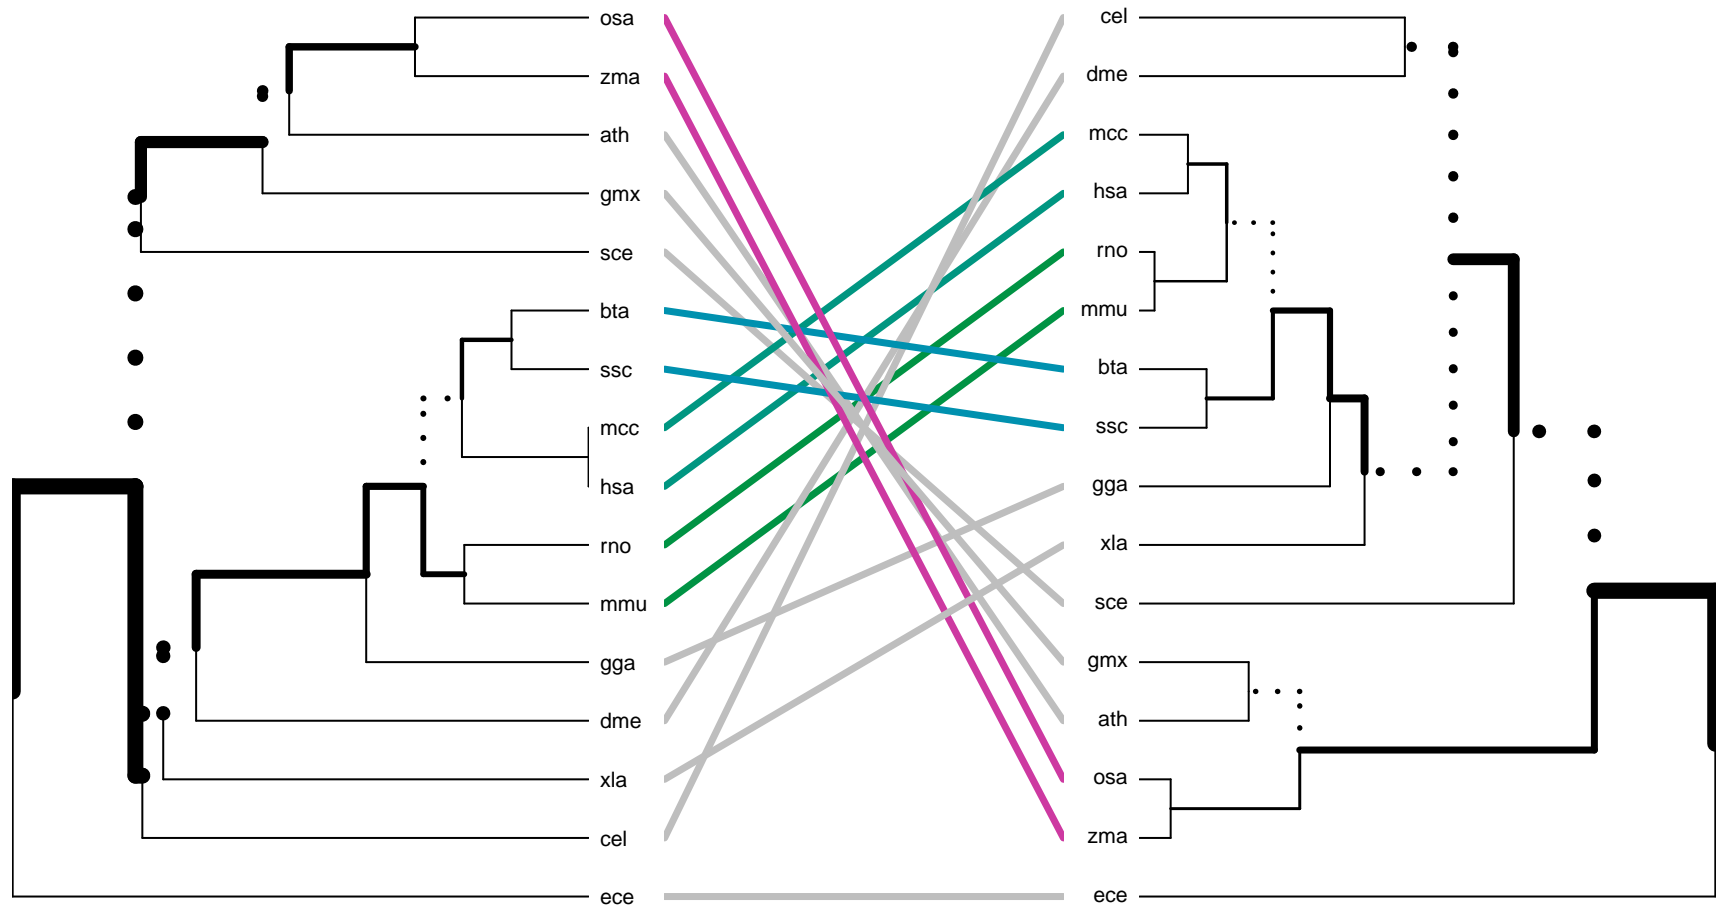 osa
zma
ath
gmx
sce
bta
ssc
mcc
hsa
rno
mmu
gga
dme
xla
cel
ece
cel
dme
mcc
hsa
rno
mmu
bta
ssc
gga
xla
sce
gmx
ath
osa
zma
ece